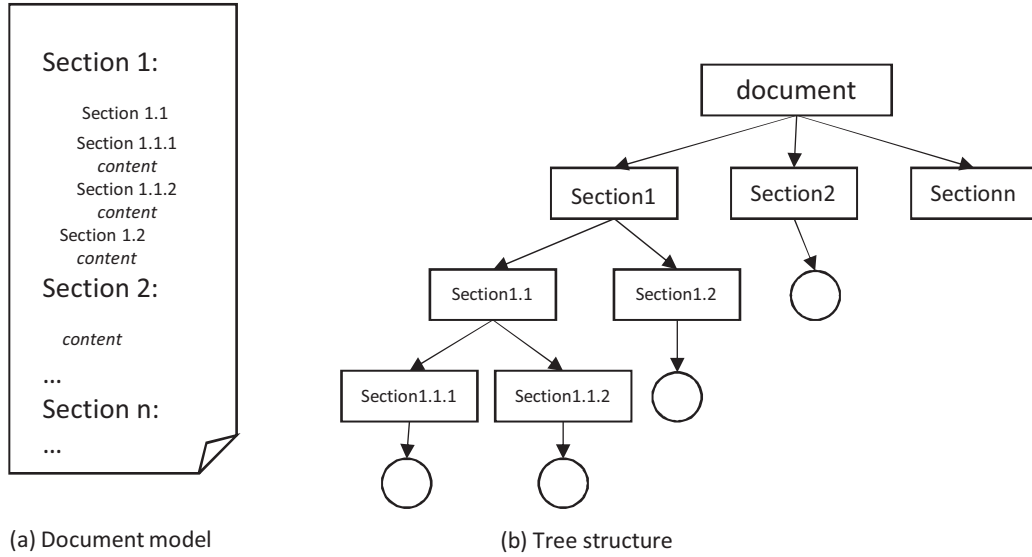 Section 1:
Section 1.1
Section 1.1.1
content
Section 1.1.2
content
Section 1.2
content
Section 2:
content
...
Section n:
...
(a) Document model
document
Section1
Section2
Sectionn
Section1.1
Section1.2
Section1.1.1
Section1.1.2
(b) Tree structure